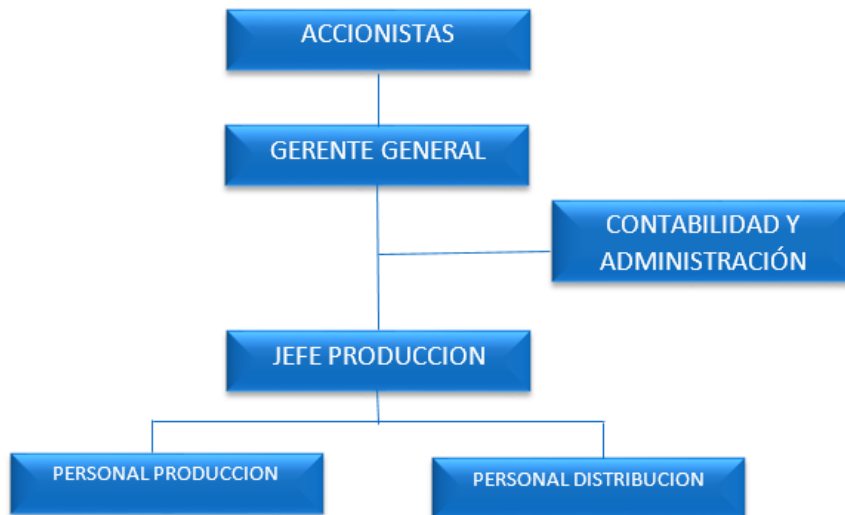 ACCIONISTAS
GERENTE GENERAL
CONTABILIDAD Y
ADMINISTRACIÓN
JEFE PRODUCCION
PERSONAL PRODUCCION
PERSONAL DISTRIBUCION